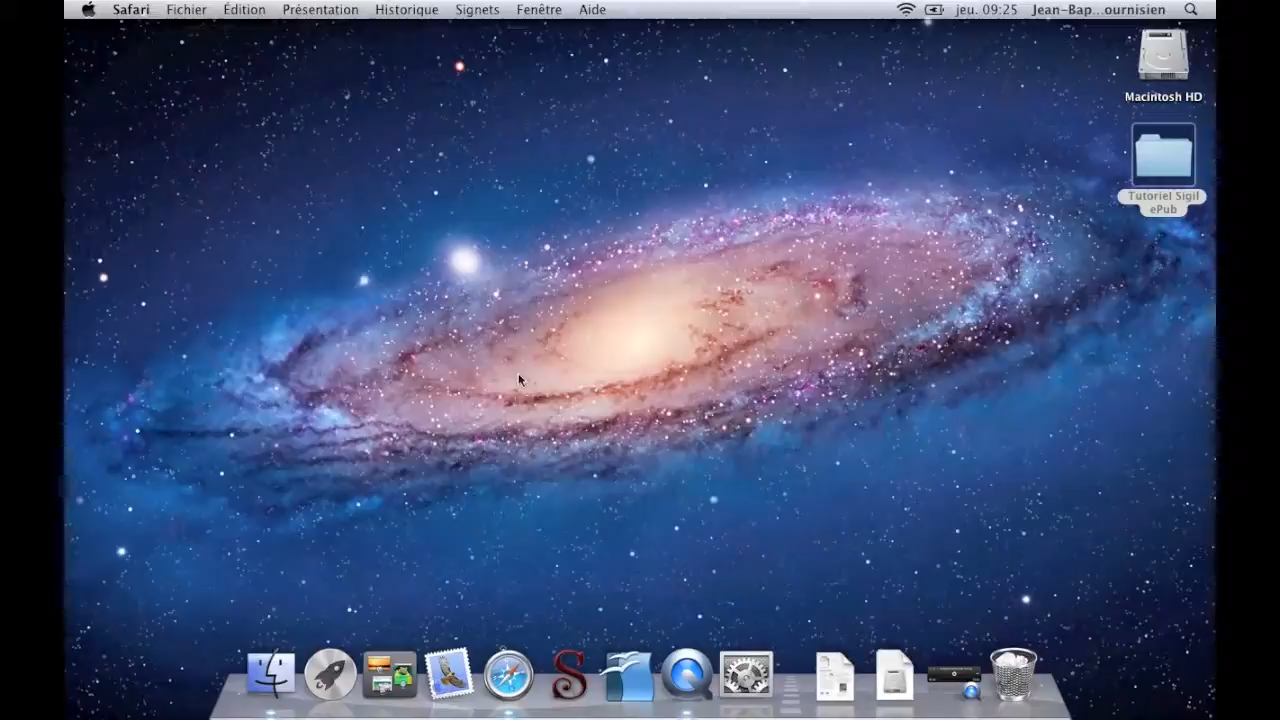 Safari Fichier Édition Présentation Historique Signets Fenêtre Aide jeu. 09:25 Jean-Bap...ournisien
Macintosh HD
Tutoriel Sigil
ePub